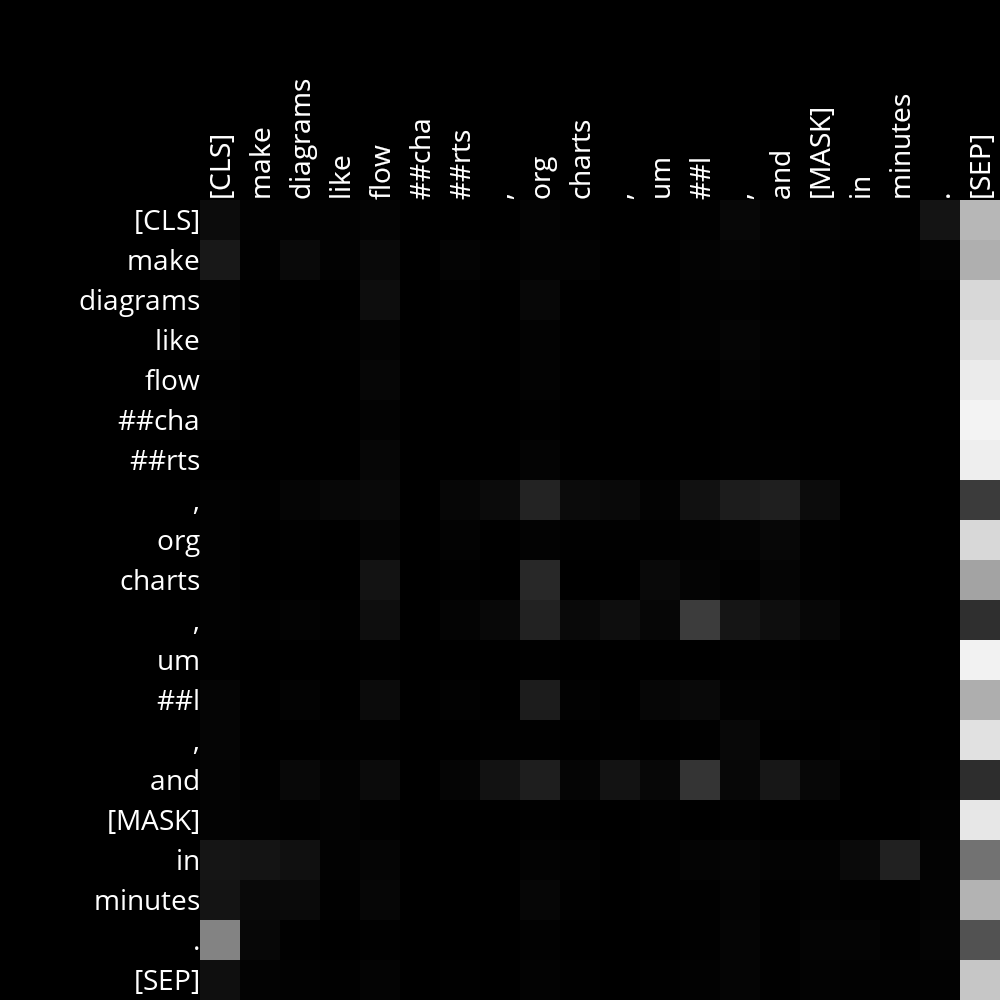 [CLS] make diagrams like flow ##cha ##rts , org charts , um ##l , and [MASK] in minutes . [SEP]
[CLS]
make
diagrams
like
flow
##cha
##rts
,
org
charts
,
um
##l
,
and
[MASK]
in
minutes
.
[SEP]